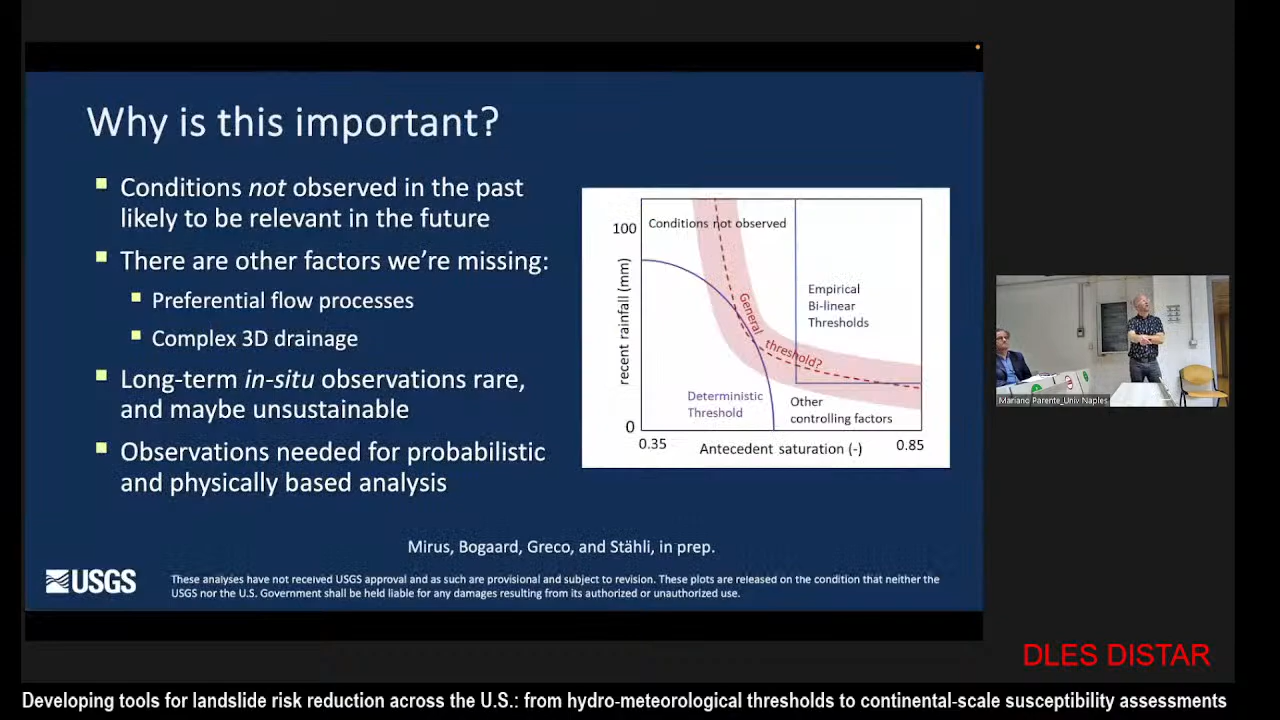 Why is this important?
Conditions not observed in the past
likely to be relevant in the future
There are other factors we’re missing:
Preferential flow processes
Complex 3D drainage
Long-term in-situ observations rare,
and maybe unsustainable
Observations needed for probabilistic
and physically based analysis
100
Conditions not observed
recent rainfall (mm)
Empirical
Bi-linear
Thresholds
General
threshold?
Deterministic
Threshold
Other
controlling factors
0
0.35
Antecedent saturation (-)
0.85
Mirus, Bogaard, Greco, and Stähli, in prep.
USGS
These analyses have not received USGS approval and as such are provisional and subject to revision. These plots are released on the condition that neither the
USGS nor the U.S. Government shall be held liable for any damages resulting from its authorized or unauthorized use.
Mariano Parente_Univ Naples
DLES DISTAR
Developing tools for landslide risk reduction across the U.S.: from hydro-meteorological thresholds to continental-scale susceptibility assessments